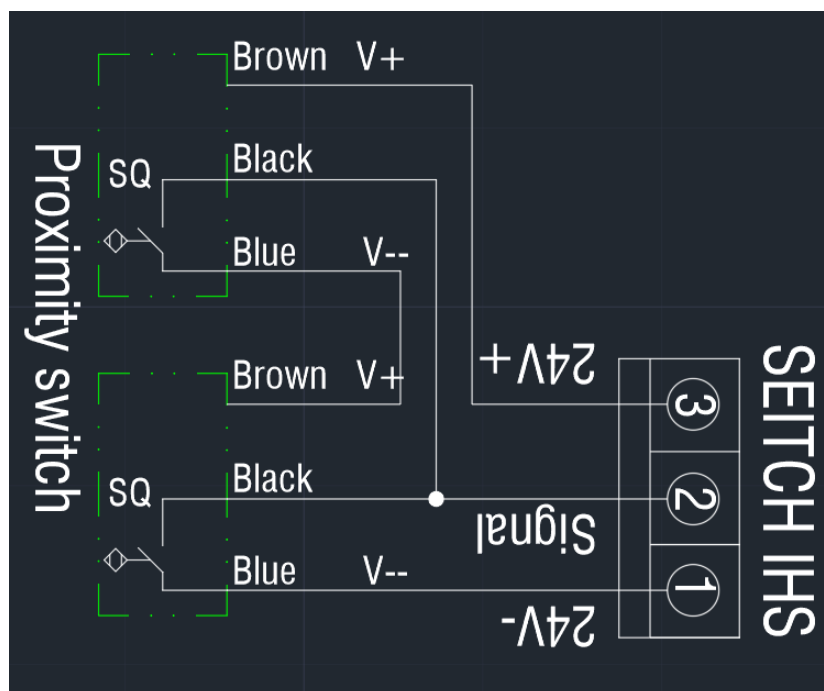 Proximity switch
Brown V+
SQ
Black
Blue V--
Brown V+
SQ
Black
Blue V--
24V+
Signal
24V-
3
2
1
SEITCH IHS